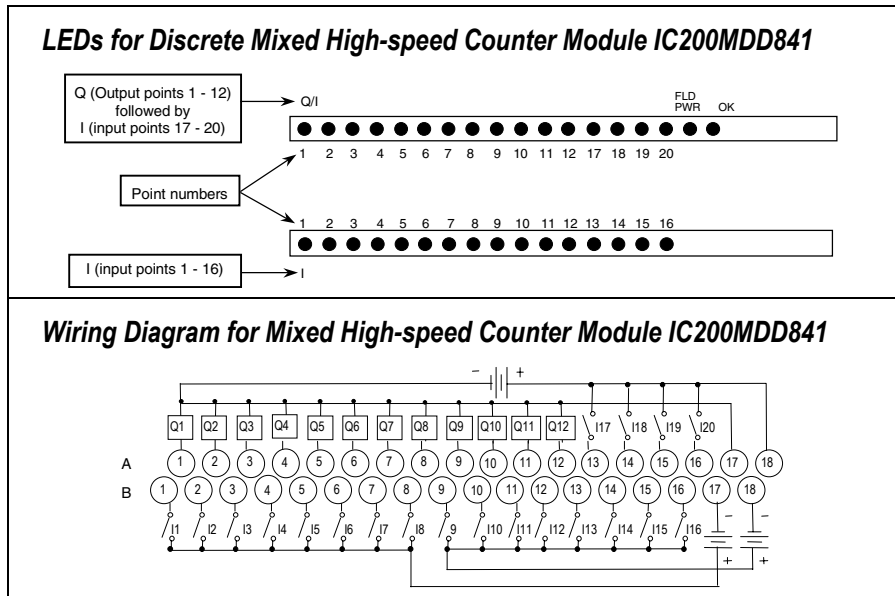 LEDs for Discrete Mixed High-speed Counter Module IC200MDD841
Q (Output points 1 - 12)
followed by
I (input points 17 - 20)
Q/I
FLD
PWR OK
1 2 3 4 5 6 7 8 9 10 11 12 17 18 19 20
Point numbers
1 2 3 4 5 6 7 8 9 10 11 12 13 14 15 16
I (input points 1 - 16)
I
Wiring Diagram for Mixed High-speed Counter Module IC200MDD841
- +
Q1 Q2 Q3 Q4 Q5 Q6 Q7 Q8 Q9 Q10 Q11 Q12 I17 I18 I19 I20
A 1 2 3 4 5 6 7 8 9 10 11 12 13 14 15 16 17 18
B 1 2 3 4 5 6 7 8 9 10 11 12 13 14 15 16 17 18
I1 I2 I3 I4 I5 I6 I7 I8 9 I10 I11 I12 I13 I14 I15 I16 - -
+ +